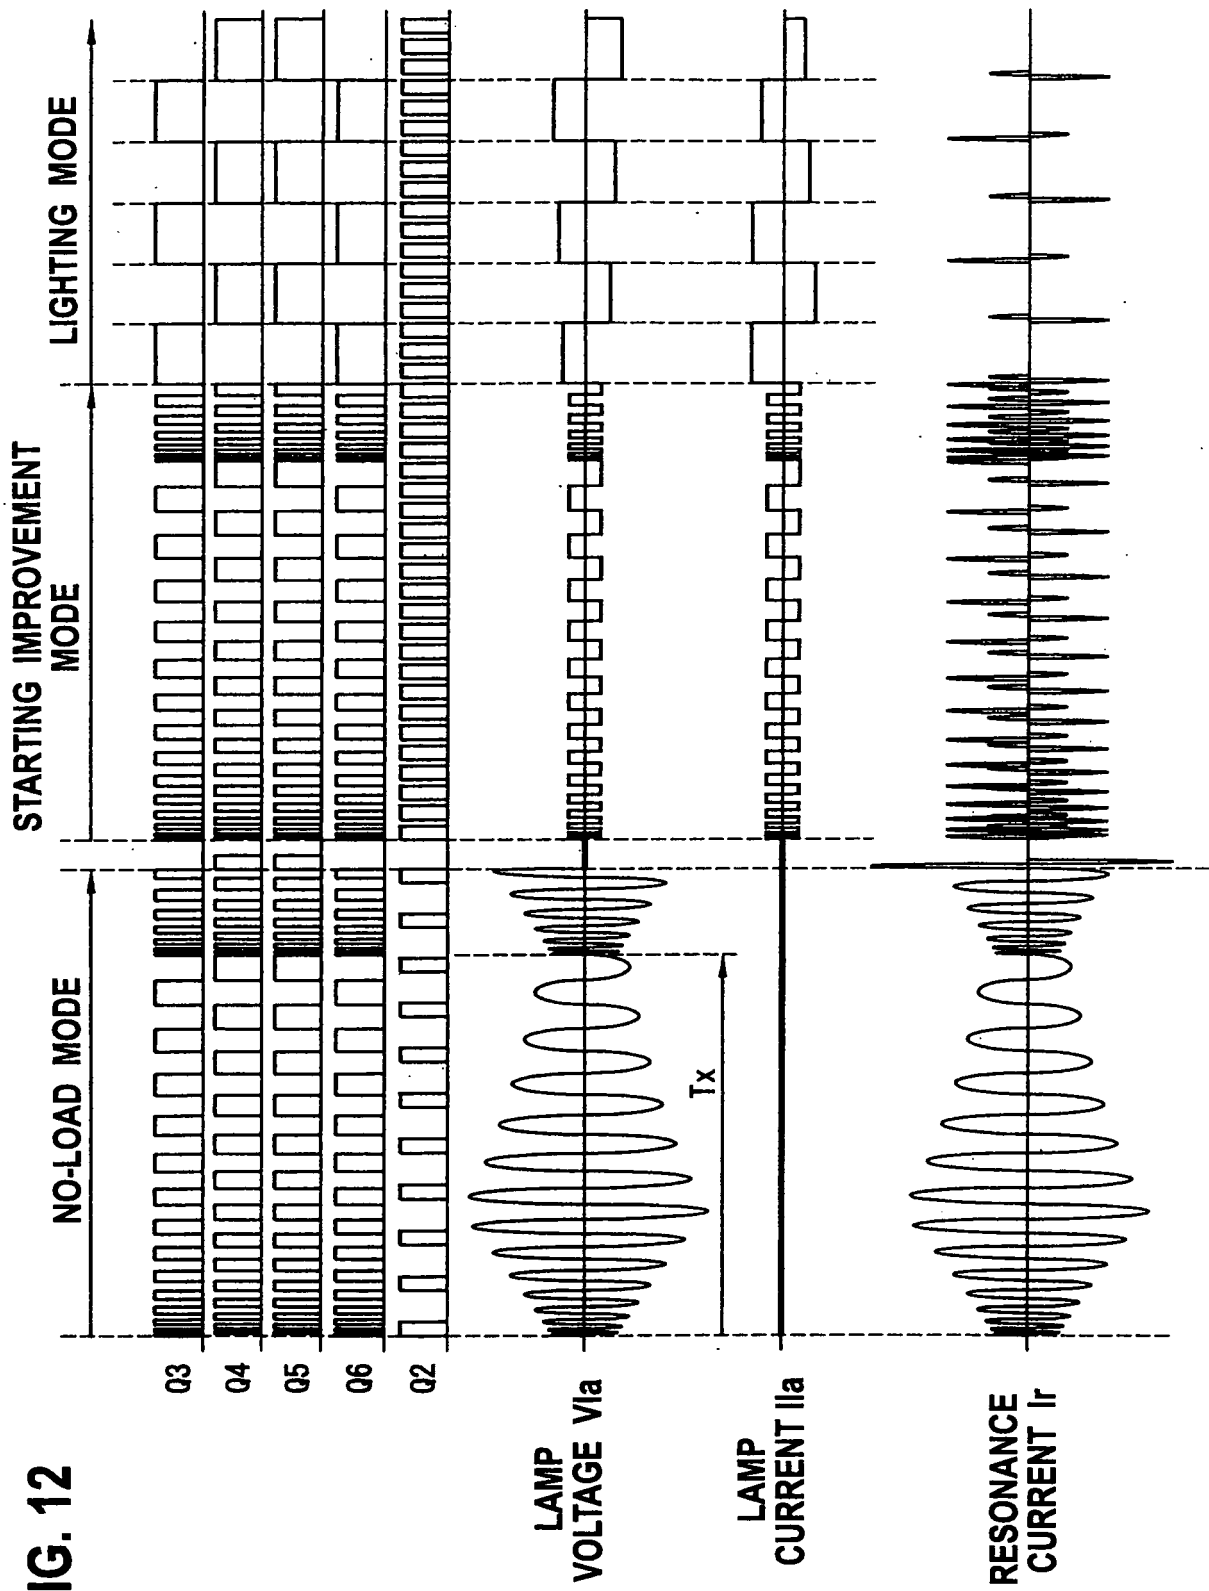 IG. 12
NO-LOAD MODE
STARTING IMPROVEMENT
MODE
LIGHTING MODE
Q3
Q4
Q5
Q6
Q2
LAMP
VOLTAGE Vla
Tx
LAMP
CURRENT Ila
RESONANCE
CURRENT Ir